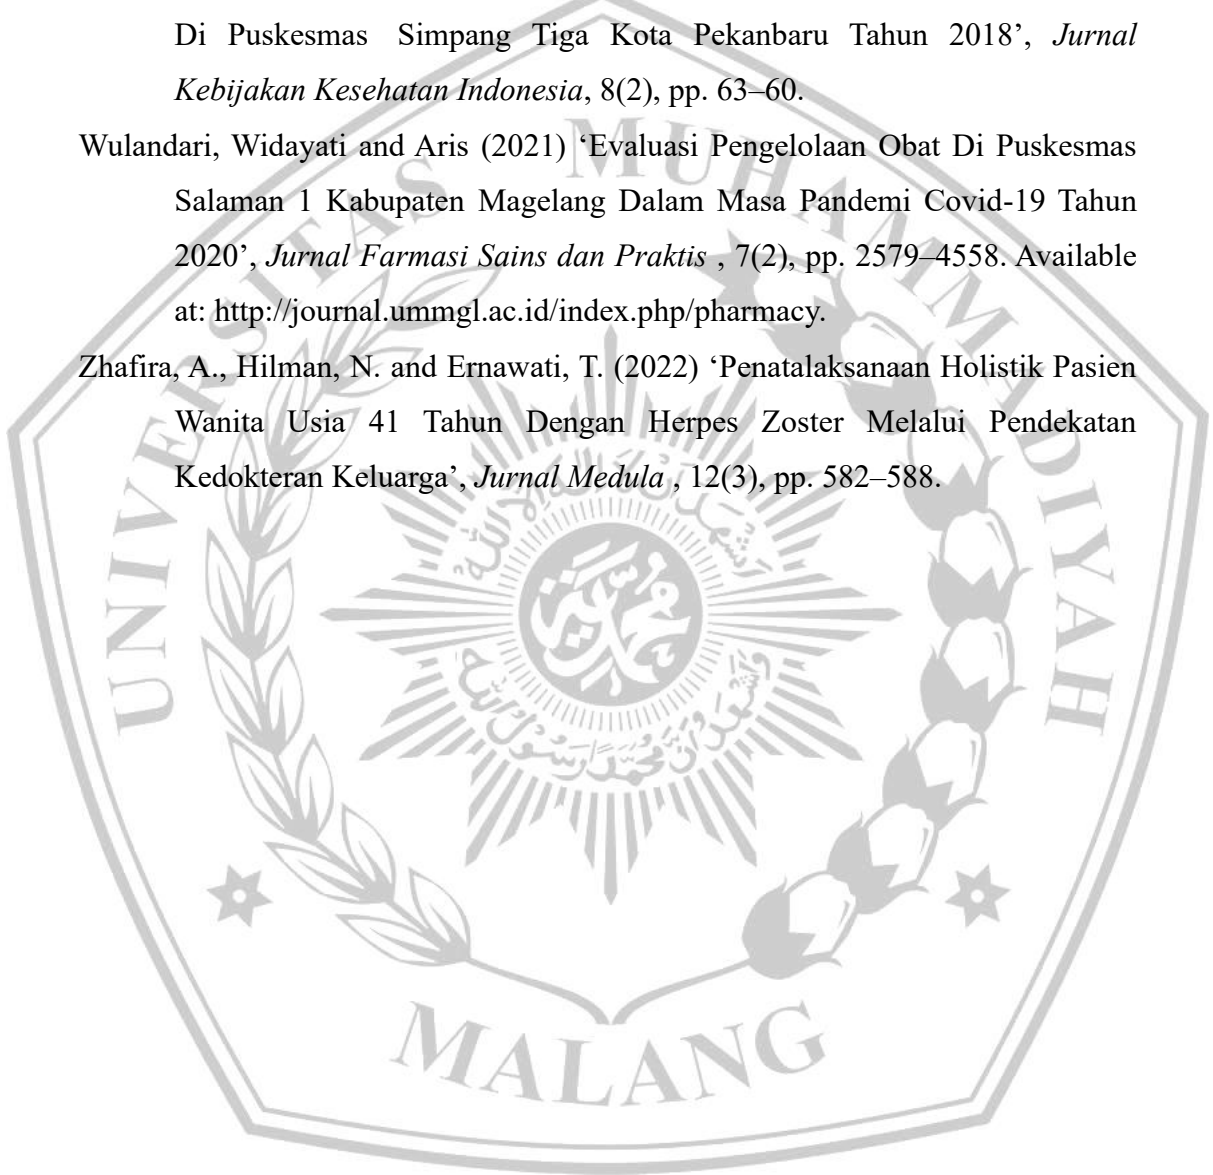 Di Puskesmas Simpang Tiga Kota Pekanbaru Tahun 2018’, Jurnal
Kebijakan Kesehatan Indonesia, 8(2), pp. 63–60.
Wulandari, Widayati and Aris (2021) ‘Evaluasi Pengelolaan Obat Di Puskesmas
Salaman 1 Kabupaten Magelang Dalam Masa Pandemi Covid-19 Tahun
2020’, Jurnal Farmasi Sains dan Praktis , 7(2), pp. 2579–4558. Available
at: http://journal.ummgl.ac.id/index.php/pharmacy.
Zhafira, A., Hilman, N. and Ernawati, T. (2022) ‘Penatalaksanaan Holistik Pasien
Wanita Usia 41 Tahun Dengan Herpes Zoster Melalui Pendekatan
Kedokteran Keluarga’, Jurnal Medula , 12(3), pp. 582–588.
UNIVERSITAS MUHAMMADIYAH
MALANG